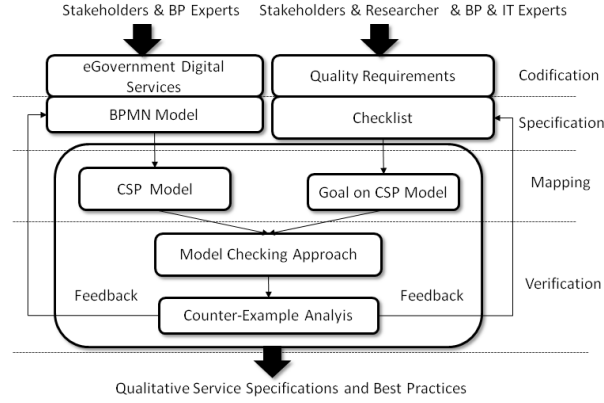 Stakeholders & BP Experts
Stakeholders & Researcher & BP & IT Experts
eGovernment Digital
Services
Quality Requirements
Codification
BPMN Model
Checklist
Specification
CSP Model
Goal on CSP Model
Mapping
Model Checking Approach
Feedback
Feedback
Verification
Counter-Example Analyis
Qualitative Service Specifications and Best Practices